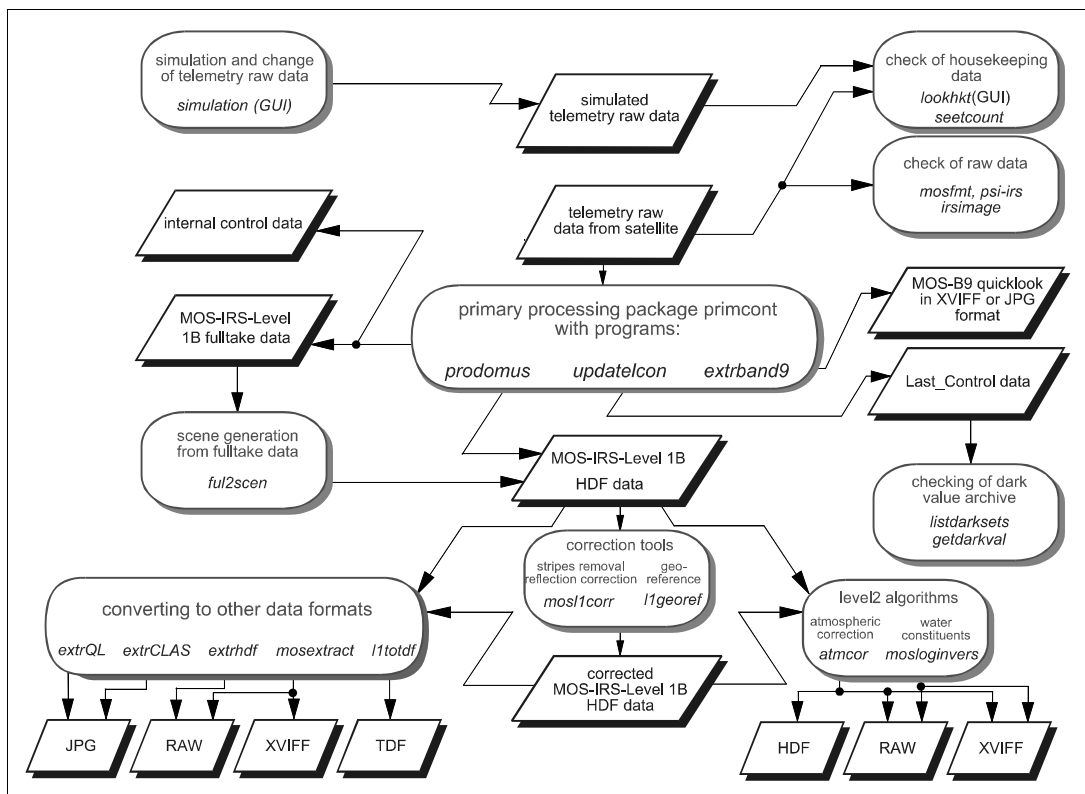 simulation and change
of telemetry raw data
simulation (GUI)
simulated
telemetry raw data
check of housekeeping
data
lookhkt(GUI)
seetcount
check of raw data
mosfmt, psi-irs
irsimage
internal control data
telemetry raw
data from satellite
MOS-B9 quicklook
in XVIFF or JPG
format
MOS-IRS-Level
1B fulltake data
primary processing package primcont
with programs:
prodomus updatelcon extrband9
Last_Control data
scene generation
from fulltake data
ful2scen
MOS-IRS-Level 1B
HDF data
checking of dark
value archive
listdarksets
getdarkval
correction tools
stripes removal
reflection correction
mosl1corr
geo-
reference
l1georef
converting to other data formats
extrQL extrCLAS extrhdf mosextract l1totdf
level2 algorithms
atmospheric
correction
atmcor
water
constituents
mosloginvers
corrected
MOS-IRS-Level 1B
HDF data
JPG RAW XVIFF TDF
HDF RAW XVIFF